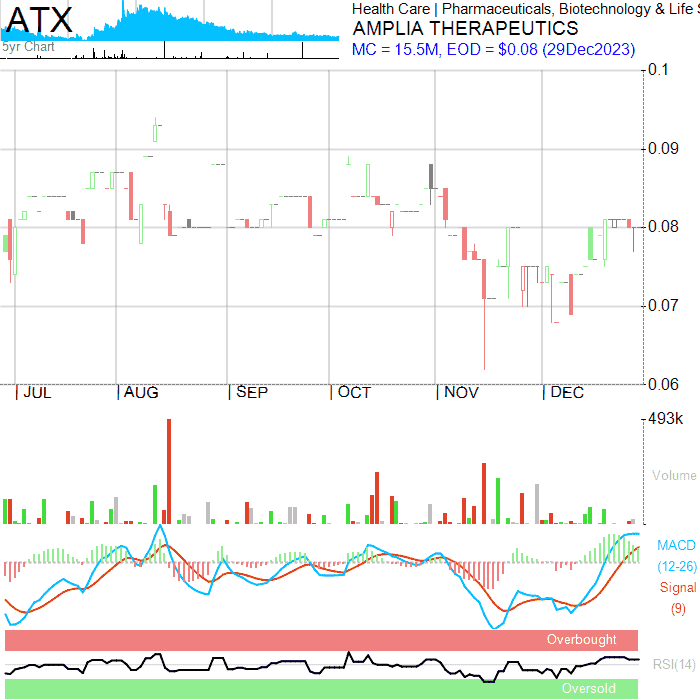 ATX
5yr Chart
Health Care | Pharmaceuticals, Biotechnology & Life S
AMPLIA THERAPEUTICS
MC = 15.5M, EOD = $0.08 (29Dec2023)
0.1
0.09
0.08
0.07
0.06
JUL
AUG
SEP
OCT
NOV
DEC
493k
Volume
MACD
(12-26)
Signal
(9)
Overbought
RSI(14)
Oversold